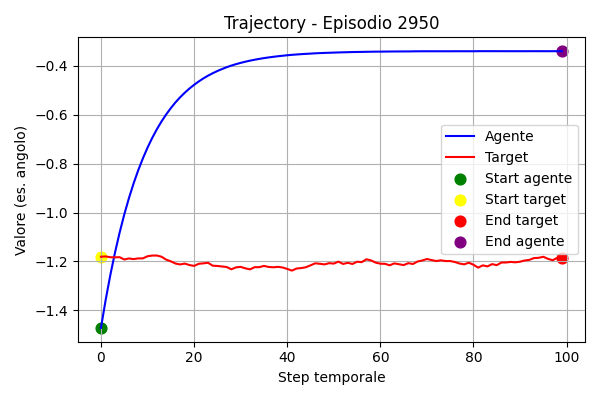 Trajectory - Episodio 2950
Valore (es. angolo)
−0.4
−0.6
−0.8
−1.0
−1.2
−1.4
Agente
Target
Start agente
Start target
End target
End agente
0 20 40 60 80 100
Step temporale